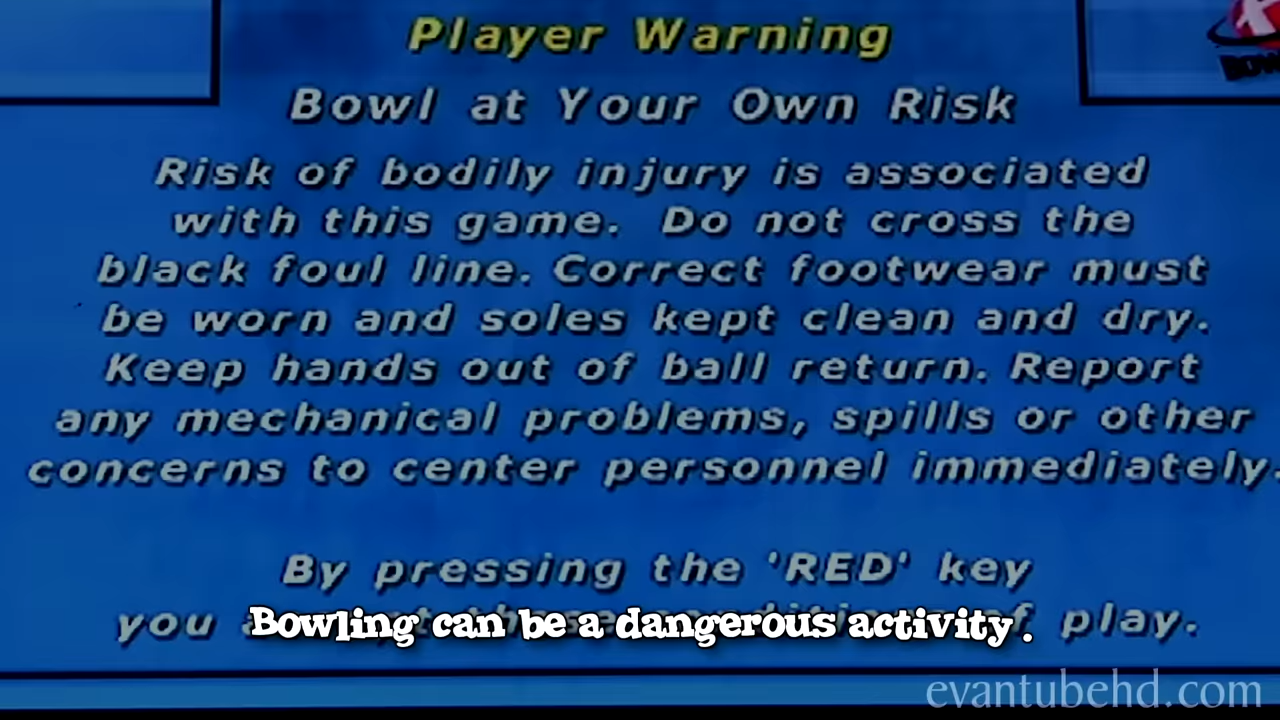 Player Warning
Bowl at Your Own Risk
Risk of bodily injury is associated
with this game. Do not cross the
black foul line. Correct footwear must
be worn and soles kept clean and dry.
Keep hands out of ball return. Report
any mechanical problems, spills or other
concerns to center personnel immediately.
By pressing the 'RED' key
you of play.
Bowling can be a dangerous activity.
evantubehd.com